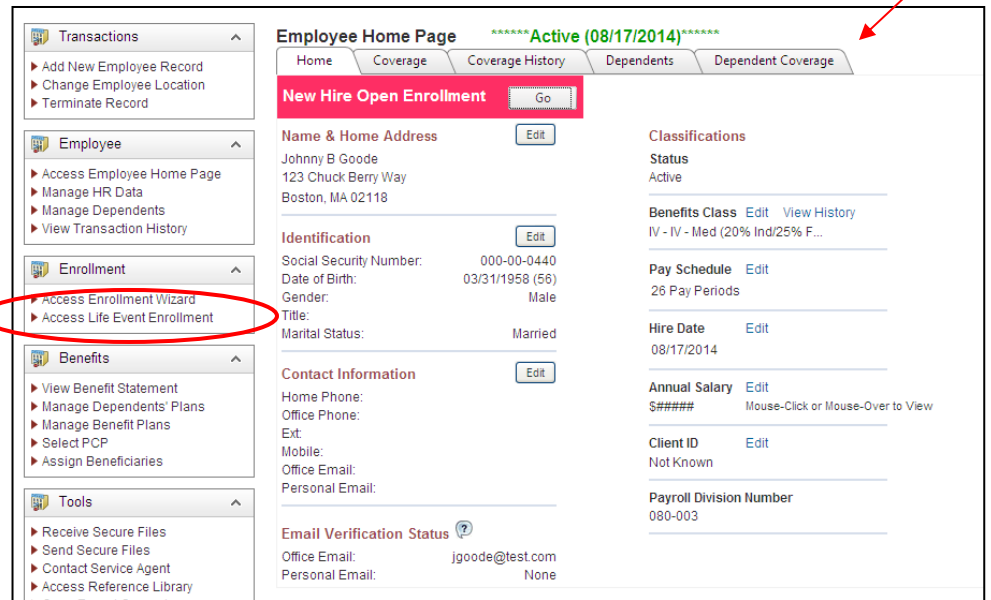 Transactions
Add New Employee Record
Change Employee Location
Terminate Record
Employee
Access Employee Home Page
Manage HR Data
Manage Dependents
View Transaction History
Enrollment
Access Enrollment Wizard
Access Life Event Enrollment
Benefits
View Benefit Statement
Manage Dependents' Plans
Manage Benefit Plans
Select PCP
Assign Beneficiaries
Tools
Receive Secure Files
Send Secure Files
Contact Service Agent
Access Reference Library
Employee Home Page ******Active (08/17/2014)******
Home Coverage Coverage History Dependents Dependent Coverage
New Hire Open Enrollment Go
Name & Home Address Edit
Johnny B Goode
123 Chuck Berry Way
Boston, MA 02118
Identification Edit
Social Security Number: 000-00-0440
Date of Birth: 03/31/1958 (56)
Gender: Male
Title:
Marital Status: Married
Contact Information Edit
Home Phone:
Office Phone:
Ext:
Mobile:
Office Email:
Personal Email:
Email Verification Status ?
Office Email: jgoode@test.com
Personal Email: None
Classifications
Status
Active
Benefits Class Edit View History
IV - IV - Med (20% Ind/25% F...
Pay Schedule Edit
26 Pay Periods
Hire Date Edit
08/17/2014
Annual Salary Edit
$##### Mouse-Click or Mouse-Over to View
Client ID Edit
Not Known
Payroll Division Number
080-003